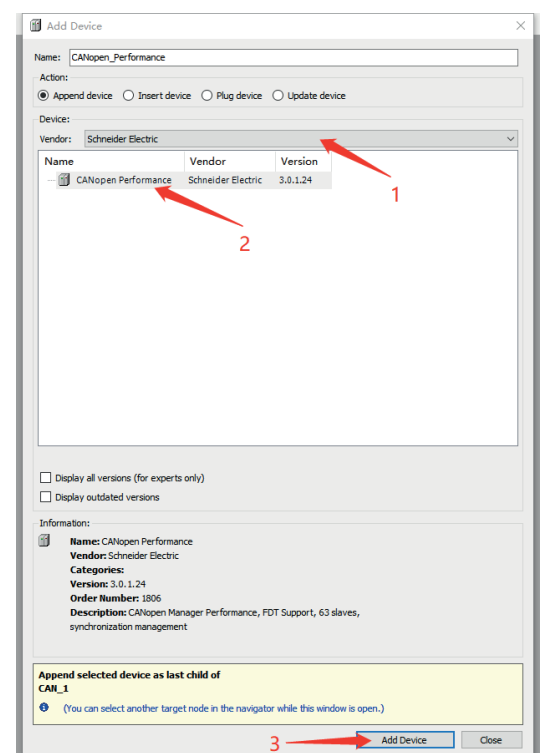 Add Device
Name: CANopen_Performance
Action:
Append device Insert device Plug device Update device
Device:
Vendor: Schneider Electric
Name Vendor Version
CANopen Performance Schneider Electric 3.0.1.24
1
2
Display all versions (for experts only)
Display outdated versions
Information:
Name: CANopen Performance
Vendor: Schneider Electric
Categories:
Version: 3.0.1.24
Order Number: 1806
Description: CANopen Manager Performance, FDT Support, 63 slaves,
synchronization management
Append selected device as last child of
CAN_1
(You can select another target node in the navigator while this window is open.)
3 Add Device Close